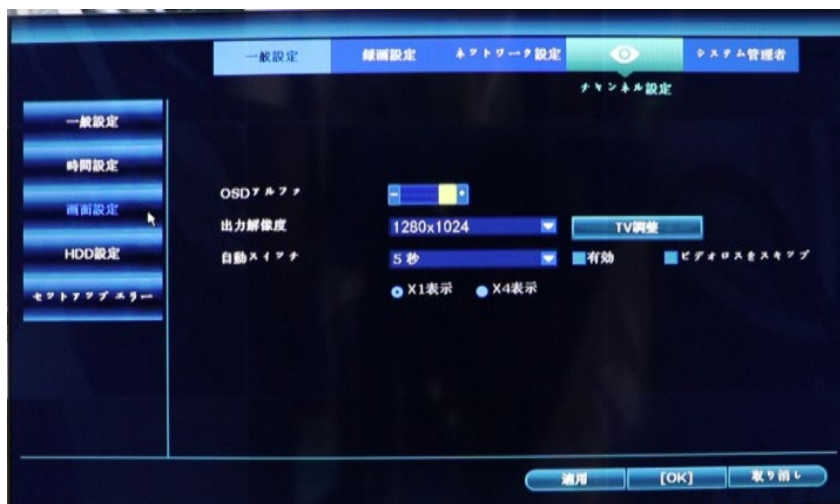 一般設定 録画設定 ネットワーク設定 システム管理者
チャンネル設定
一般設定
時間設定
画面設定
HDD設定
セットアップ エラー
OSDアルファ - +
出力解像度 1280x1024 TV調整
自動スイッチ 5 秒 有効 ビデオロスをスキップ
X1表示 X4表示
適用 [OK] 取り消し